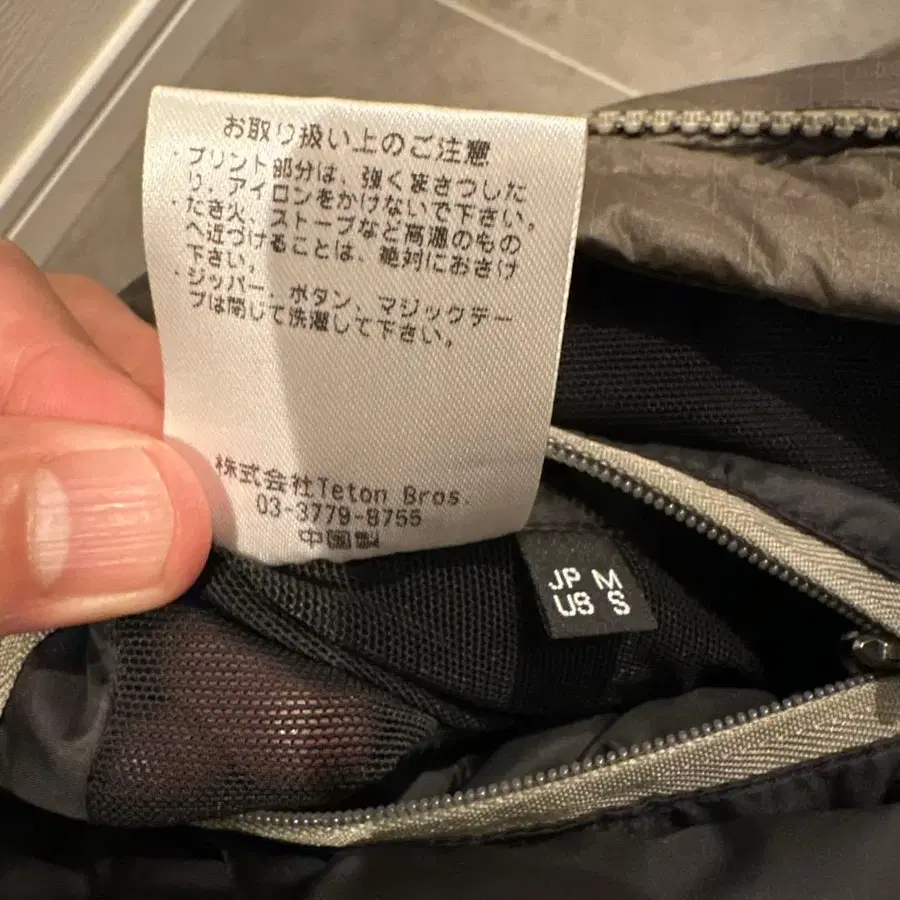 お取り扱い上のご注意
・プリント部分は、強くまさつした
り、アイロンをかけないで下さい。
・たき火、ストーブなど高温のもの
へ近づけることは、絶対におさけ
下さい。
・ジッパー、ボタン、マジックテー
プは閉じて洗濯して下さい。
株式会社Teton Bros.
03-3779-8755
中国製
JP M
US S